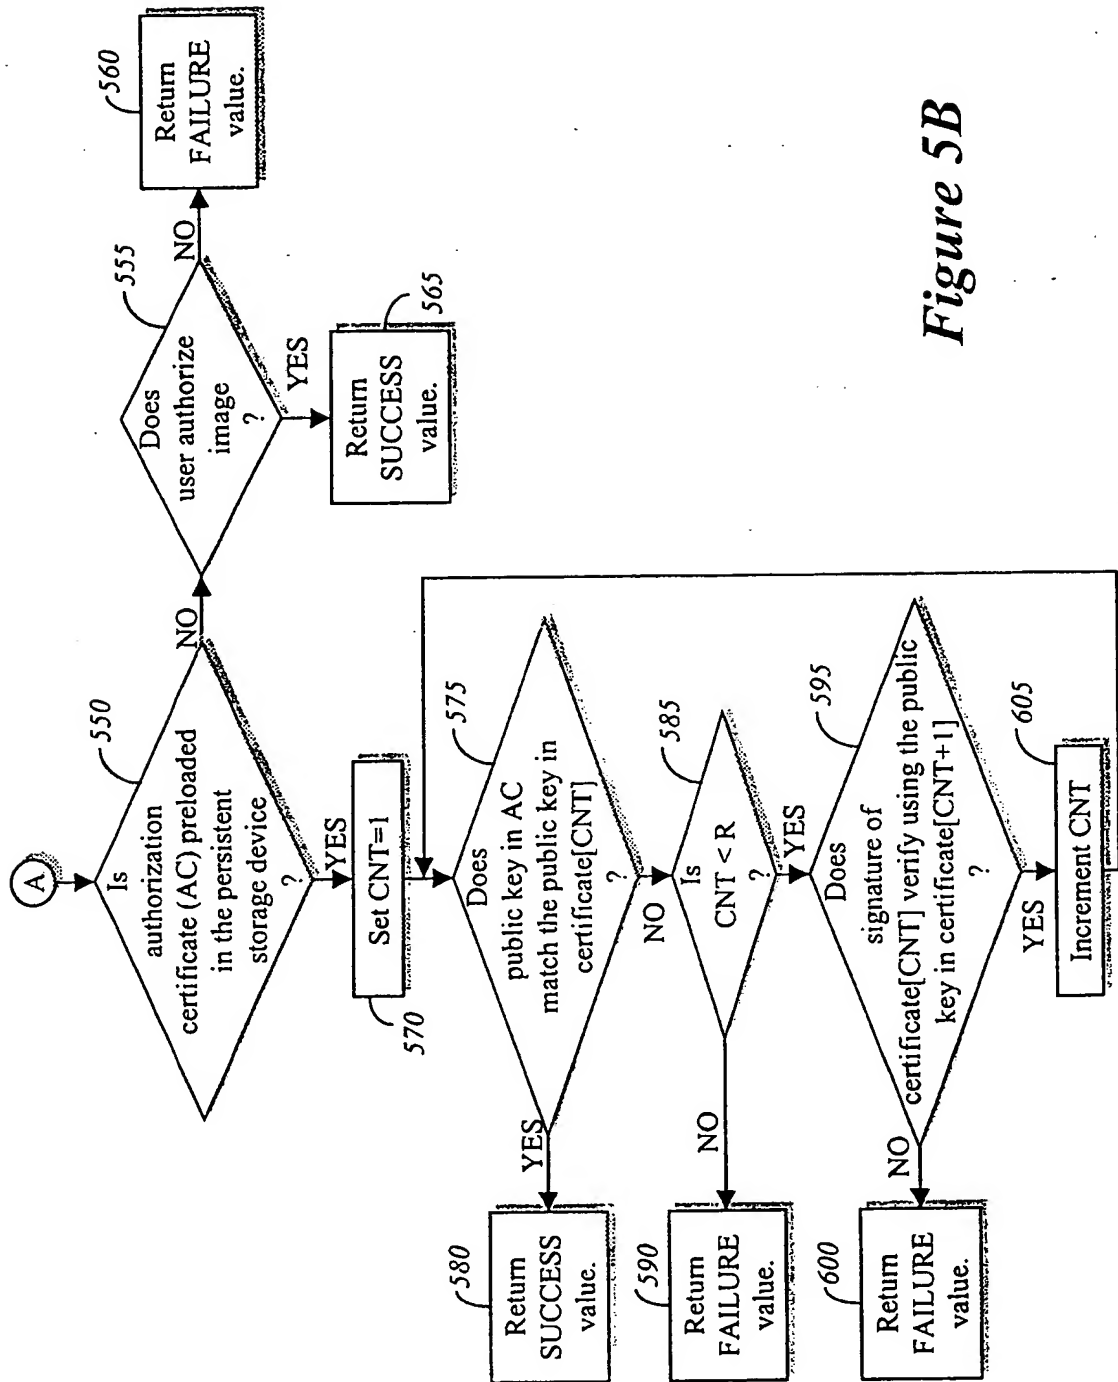 A
550
Is
authorization
certificate (AC) preloaded
in the persistent
storage device
?
NO
YES
555
Does
user authorize
image
?
NO
YES
560
Return
FAILURE
value.
565
Return
SUCCESS
value.
570
Set CNT=1
575
Does
public key in AC
match the public key in
certificate[CNT]
?
YES
NO
580
Return
SUCCESS
value.
585
Is
CNT < R
?
NO
YES
590
Return
FAILURE
value.
595
Does
signature of
certificate[CNT] verify using the public
key in certificate[CNT+1]
?
NO
YES
600
Return
FAILURE
value.
605
Increment CNT
Figure 5B